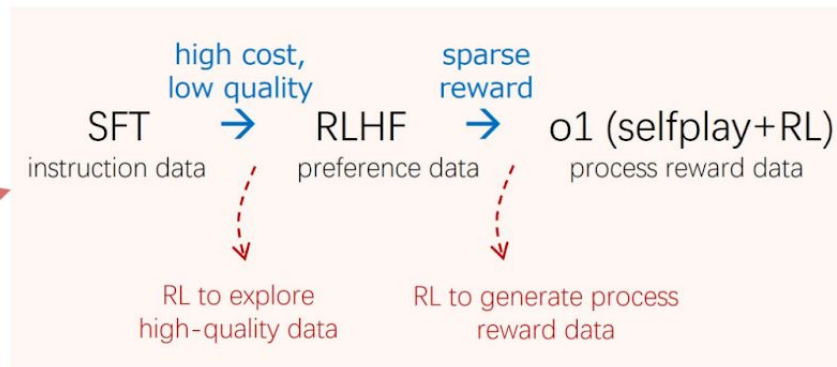 high cost,
low quality
sparse
reward
SFT → RLHF → o1 (selfplay+RL)
instruction data preference data process reward data
RL to explore
high-quality data
RL to generate process
reward data